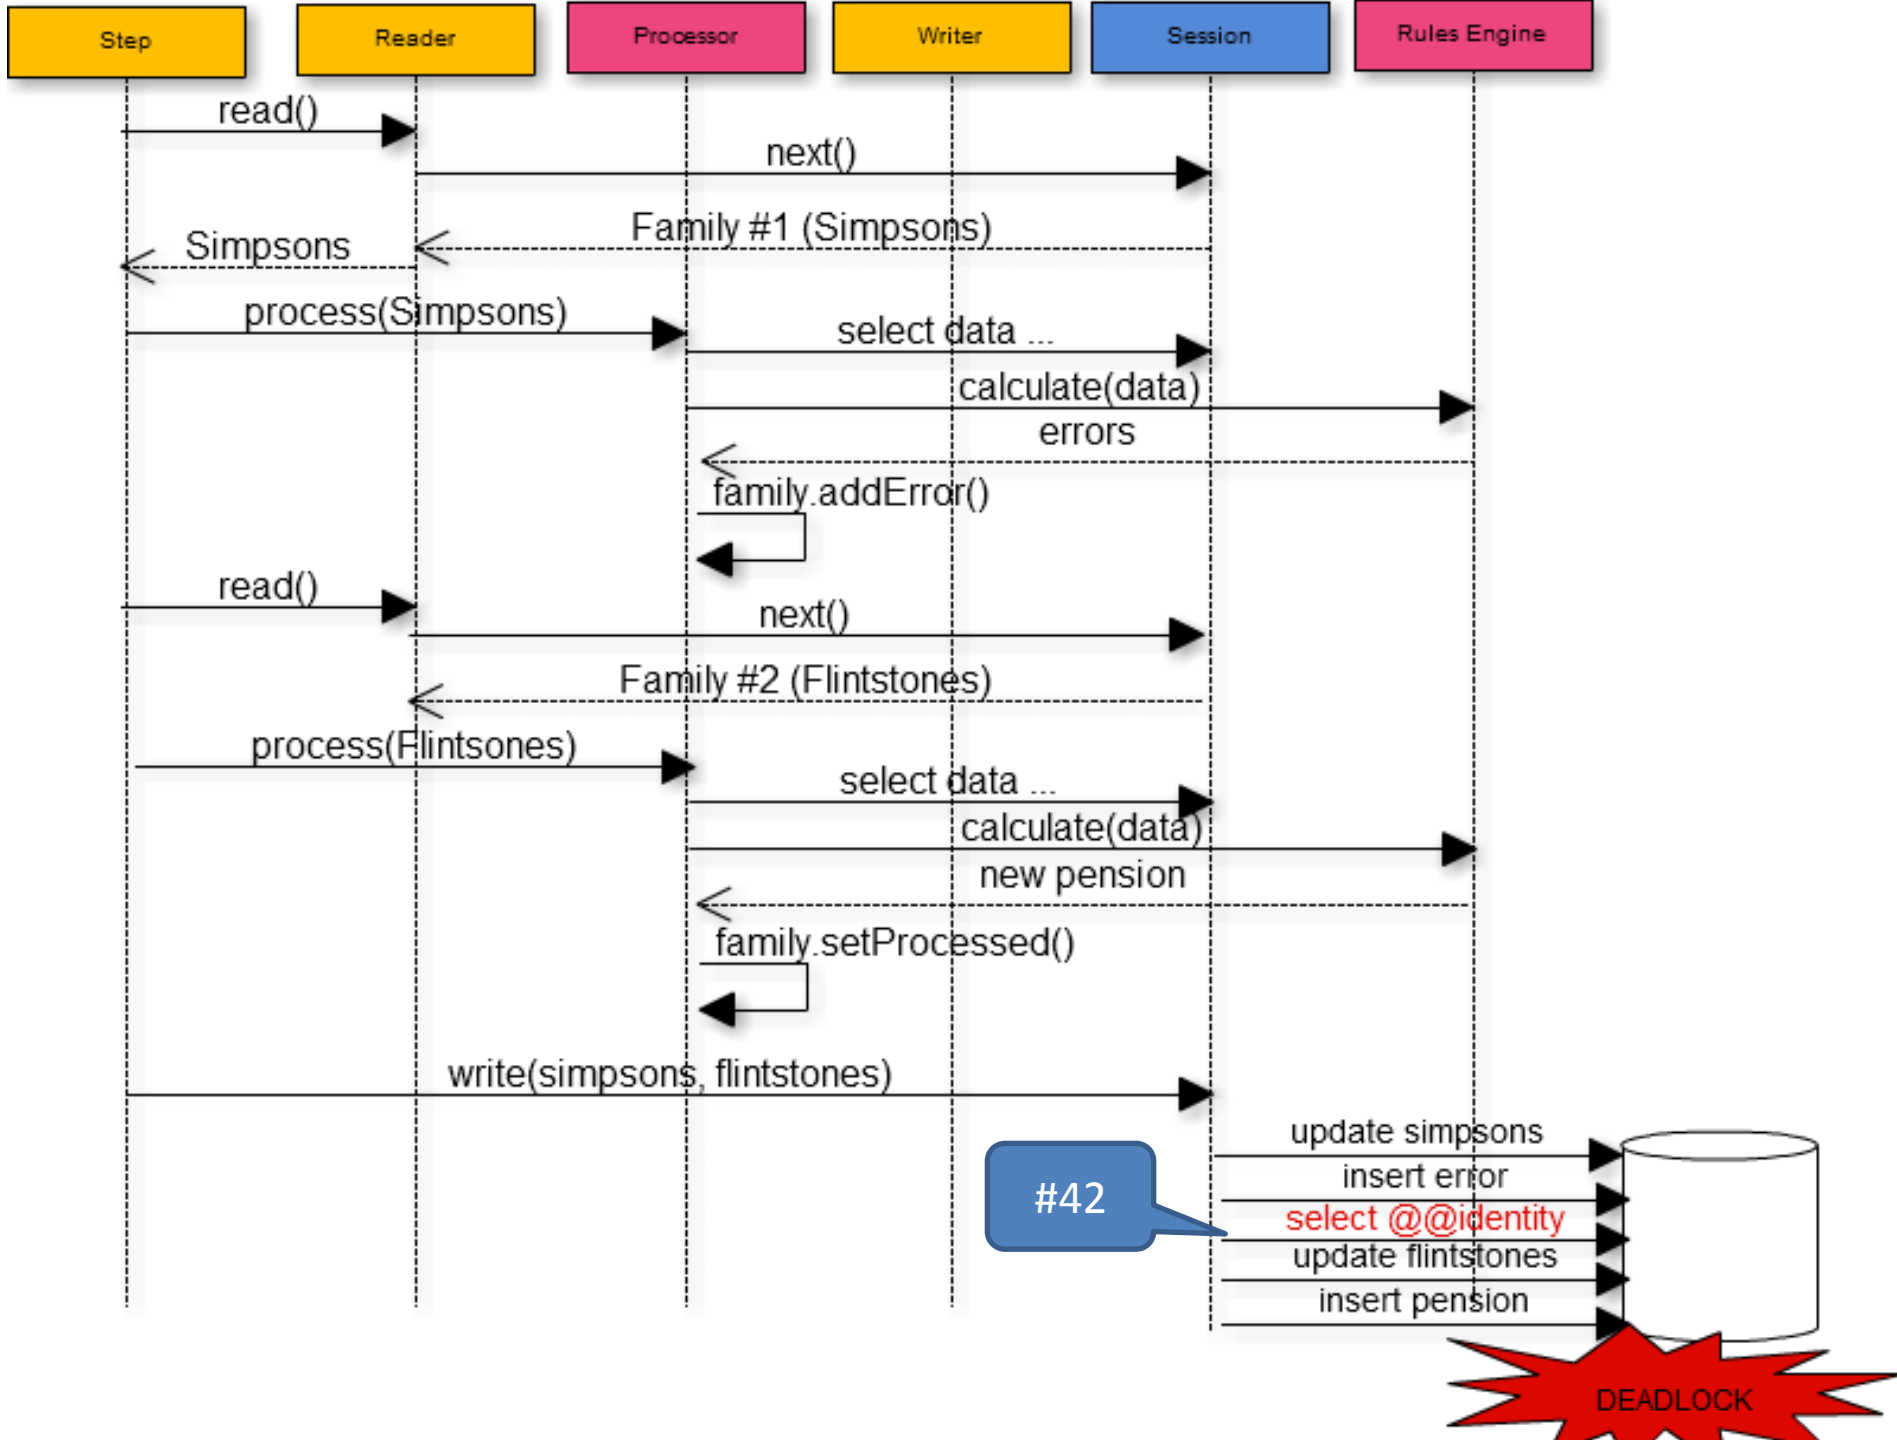 Step
Reader
Processor
Writer
Session
Rules Engine
read()
next()
Family #1 (Simpsons)
Simpsons
process(Simpsons)
select data ...
calculate(data)
errors
family.addError()
read()
next()
Family #2 (Flintstones)
process(Flintsones)
select data ...
calculate(data)
new pension
family.setProcessed()
write(simpsons, flintstones)
update simpsons
insert error
#42
select @@identity
update flintstones
insert pension
DEADLOCK